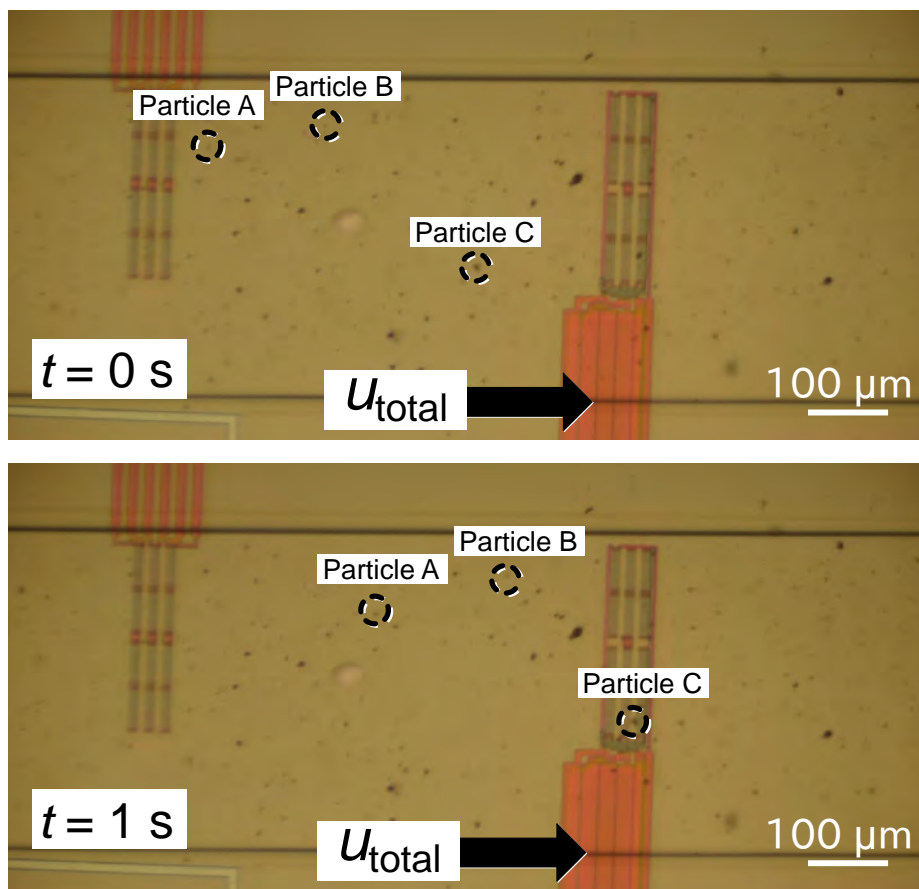 Particle B
Particle A
Particle C
t = 0 s
u_total
100 μm
Particle B
Particle A
Particle C
t = 1 s
u_total
100 μm